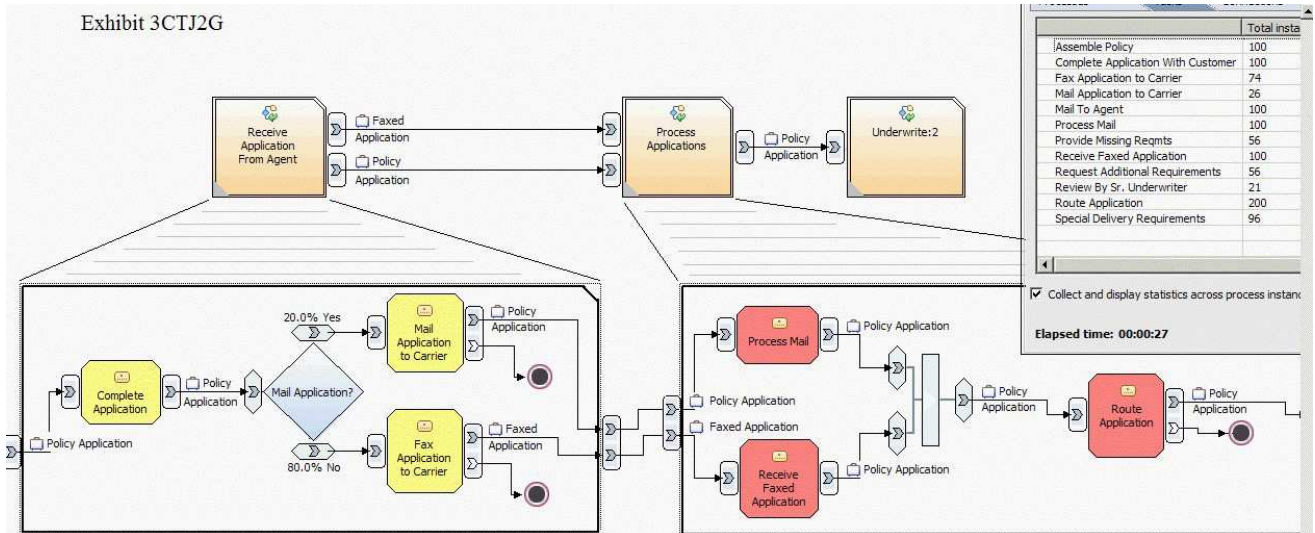 Exhibit 3CTJ2G
Receive
Application
From Agent
Faxed
Application
Policy
Application
Process
Applications
Policy
Application
Underwrite:2
Total insta
Assemble Policy 100
Complete Application With Customer 100
Fax Application to Carrier 74
Mail Application to Carrier 26
Mail To Agent 100
Process Mail 100
Provide Missing Reqmts 56
Receive Faxed Application 100
Request Additional Requirements 56
Review By Sr. Underwriter 21
Route Application 200
Special Delivery Requirements 96
Collect and display statistics across process instanc
Elapsed time: 00:00:27
Policy Application
Complete
Application
Policy
Application
Mail Application?
20.0% Yes
80.0% No
Mail
Application
to Carrier
Policy
Application
Fax
Application
to Carrier
Faxed
Application
Policy Application
Faxed Application
Process Mail
Policy Application
Receive
Faxed
Application
Policy Application
Policy
Application
Route
Application
Policy
Application